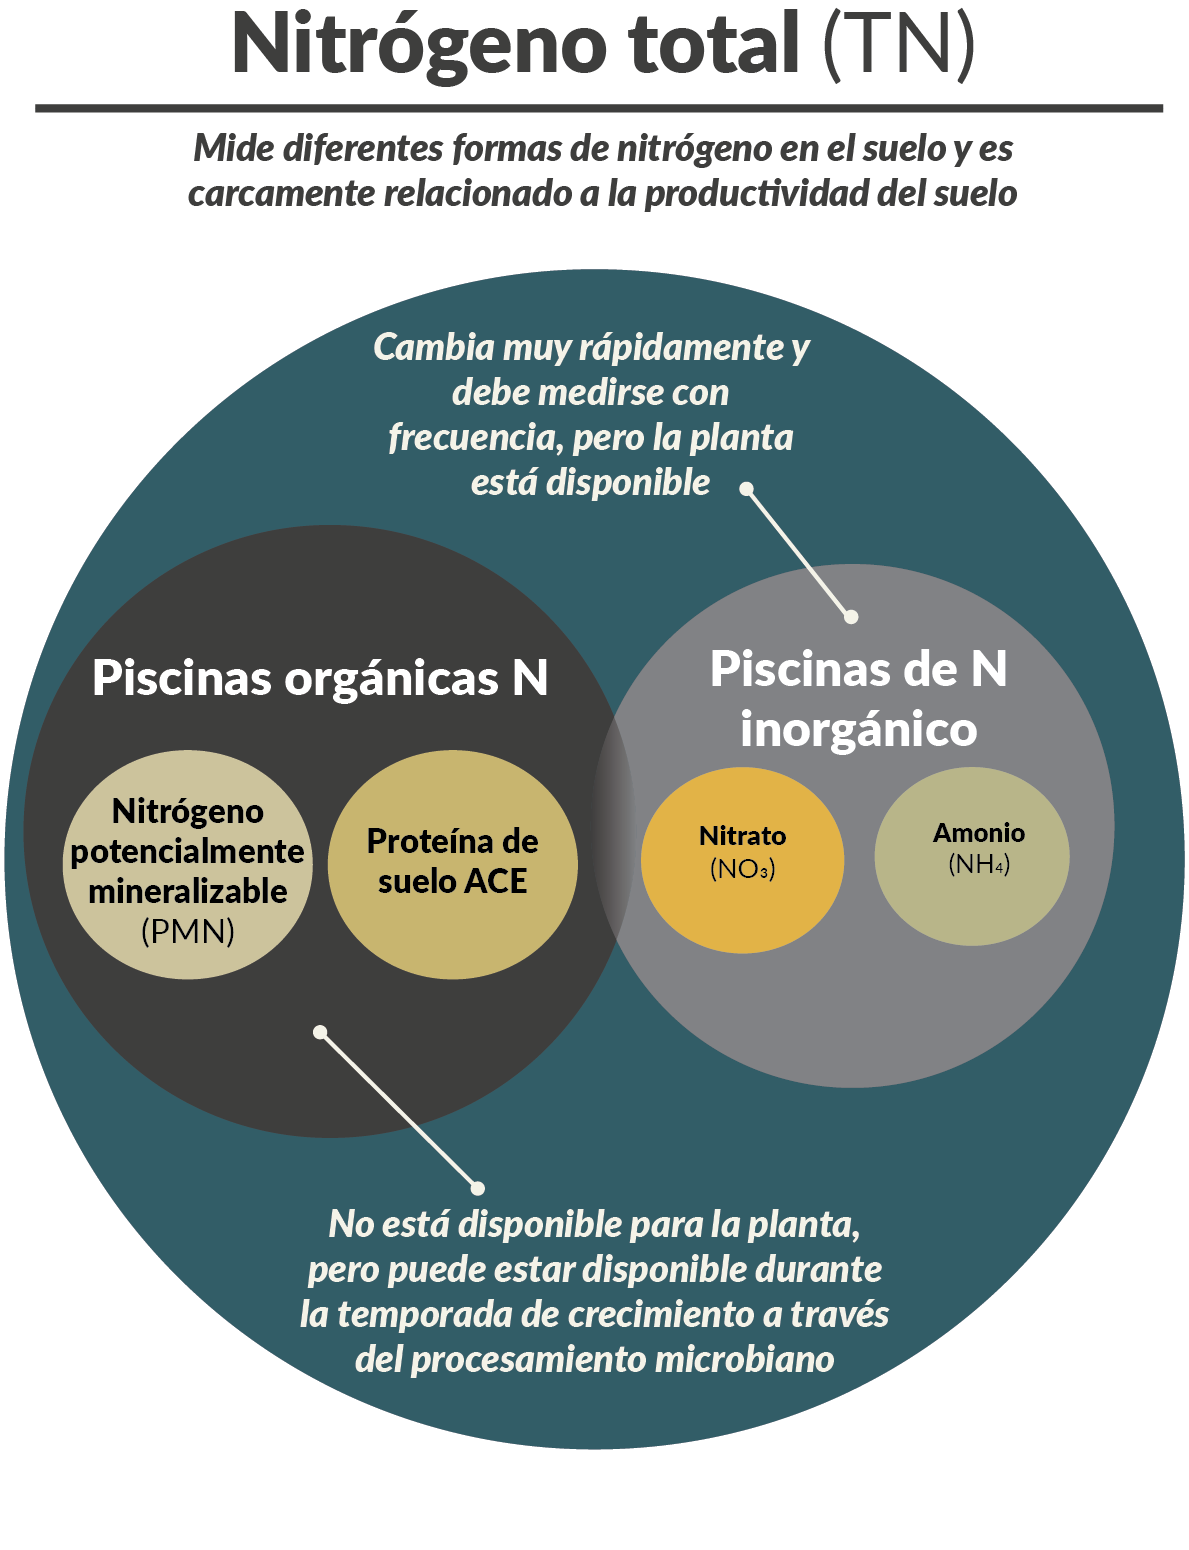 Nitrógeno total (TN)
Mide diferentes formas de nitrógeno en el suelo y es
carcamente relacionado a la productividad del suelo
Cambia muy rápidamente y
debe medirse con
frecuencia, pero la planta
está disponible
Piscinas orgánicas N
Nitrógeno
potencialmente
mineralizable
(PMN)
Proteína de
suelo ACE
Piscinas de N
inorgánico
Nitrato
(NO₃)
Amonio
(NH₄)
No está disponible para la planta,
pero puede estar disponible durante
la temporada de crecimiento a través
del procesamiento microbiano